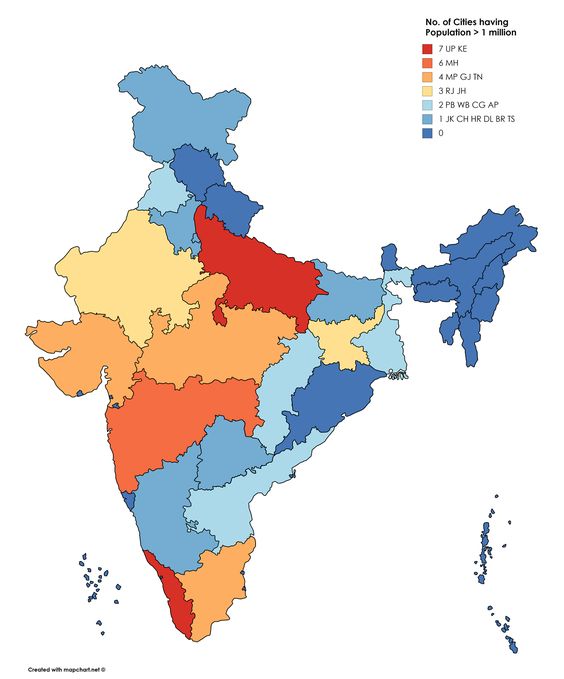 No. of Cities having
Population > 1 million
7 UP KE
6 MH
4 MP GJ TN
3 RJ JH
2 PB WB CG AP
1 JK CH HR DL BR TS
0
Created with mapchart.net ©